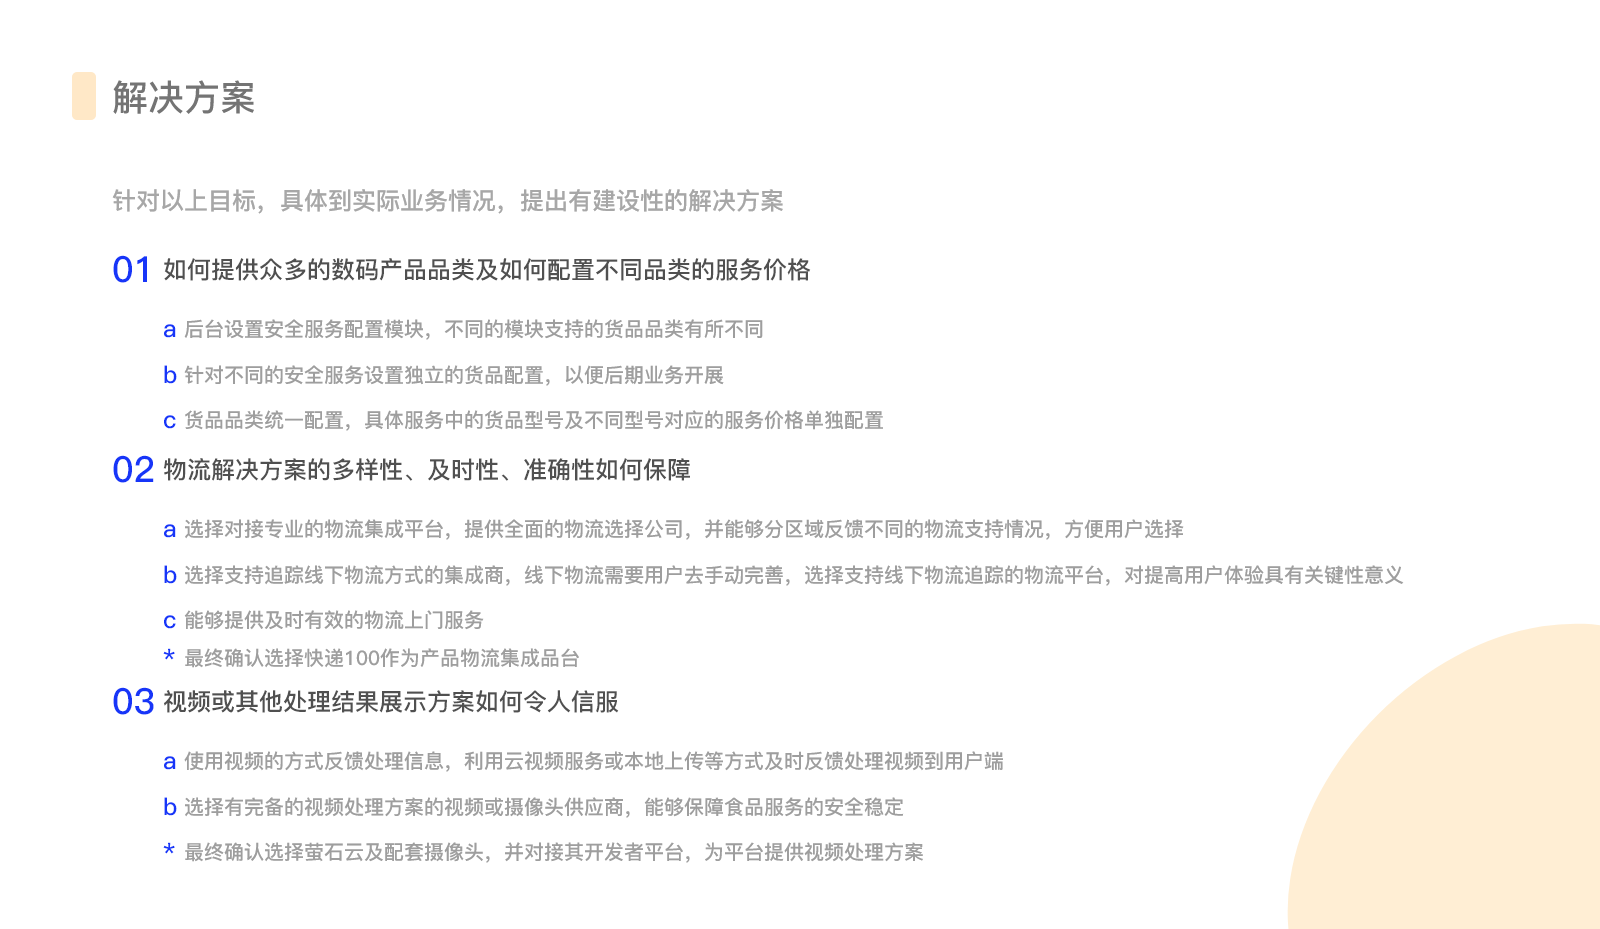 解决方案
针对以上目标，具体到实际业务情况，提出有建设性的解决方案
01 如何提供众多的数码产品品类及如何配置不同品类的服务价格
a 后台设置安全服务配置模块，不同的模块支持的货品品类有所不同
b 针对不同的安全服务设置独立的货品配置，以便后期业务开展
c 货品品类统一配置，具体服务中的货品型号及不同型号对应的服务价格单独配置
02 物流解决方案的多样性、及时性、准确性如何保障
a 选择对接专业的物流集成平台，提供全面的物流选择公司，并能够分区域反馈不同的物流支持情况，方便用户选择
b 选择支持追踪线下物流方式的集成商，线下物流需要用户去手动完善，选择支持线下物流追踪的物流平台，对提高用户体验具有关键性意义
c 能够提供及时有效的物流上门服务
* 最终确认选择快递100作为产品物流集成品台
03 视频或其他处理结果展示方案如何令人信服
a 使用视频的方式反馈处理信息，利用云视频服务或本地上传等方式及时反馈处理视频到用户端
b 选择有完备的视频处理方案的视频或摄像头供应商，能够保障食品服务的安全稳定
* 最终确认选择萤石云及配套摄像头，并对接其开发者平台，为平台提供视频处理方案